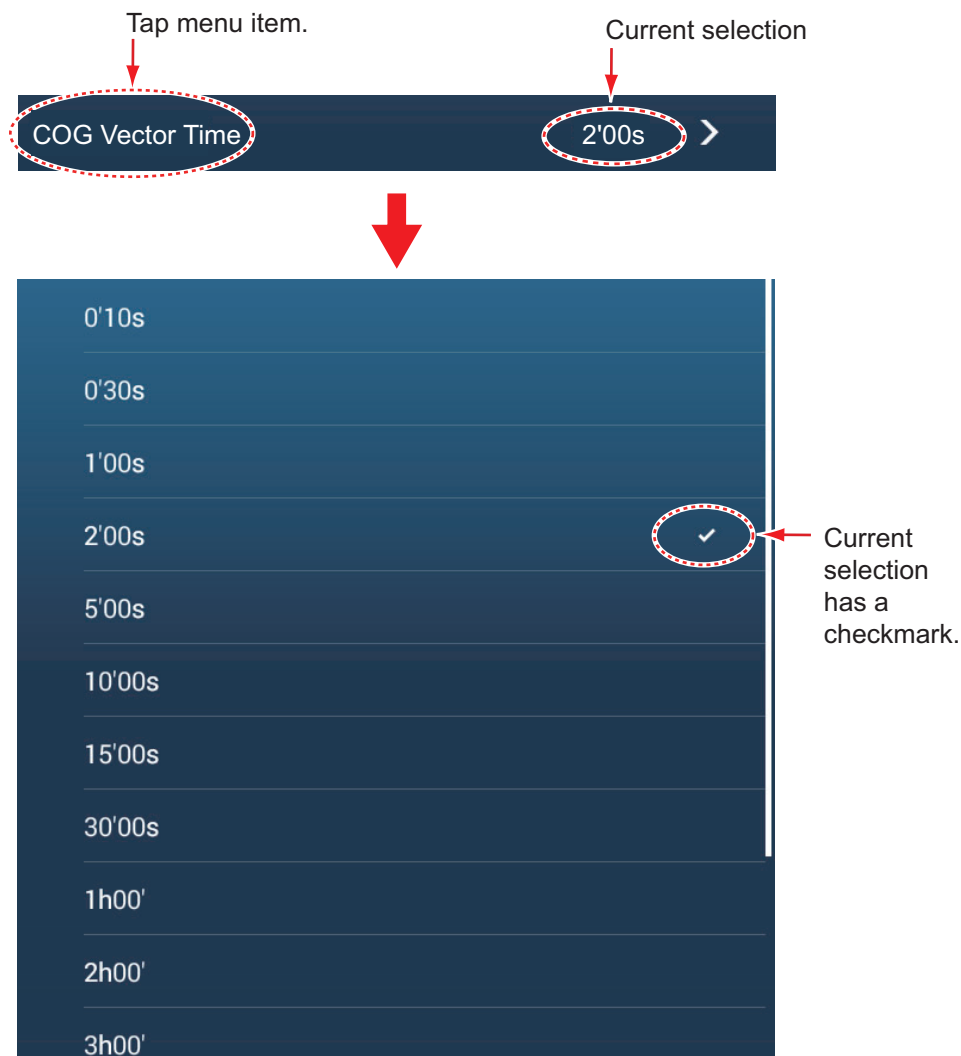 Tap menu item.
Current selection
COG Vector Time 2'00s
0'10s
0'30s
1'00s
2'00s
Current
selection
has a
checkmark.
5'00s
10'00s
15'00s
30'00s
1h00'
2h00'
3h00'